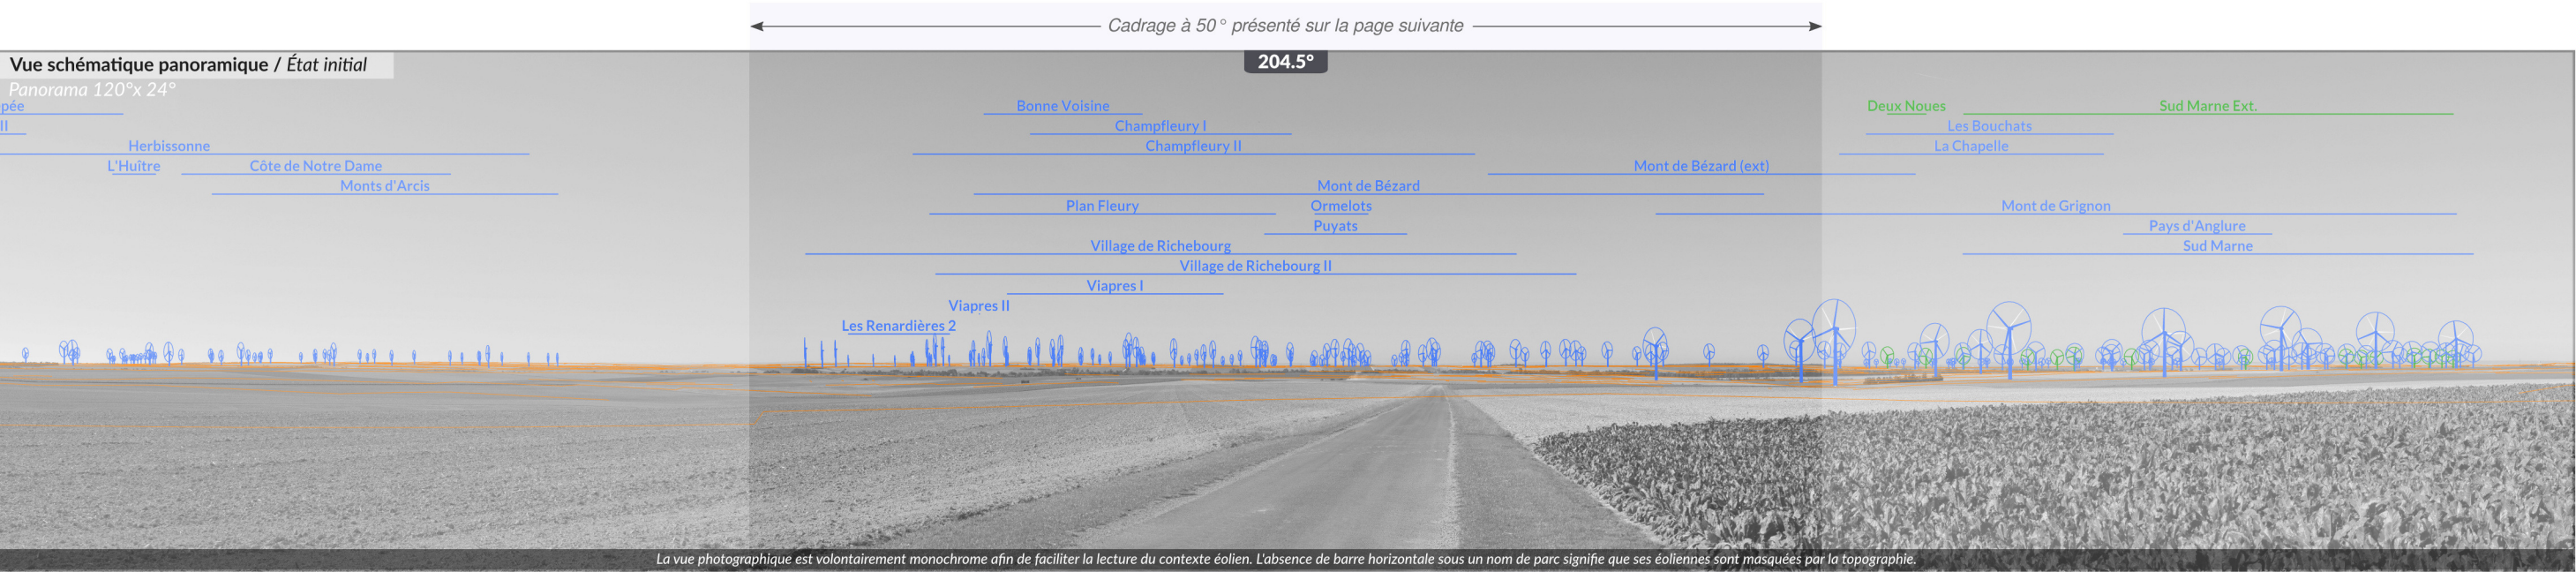 Cadrage à 50° présenté sur la page suivante
Vue schématique panoramique / État initial
204.5°
Panorama 120°x 24°
pée
Bonne Voisine
Deux Noues
Sud Marne Ext.
II
Champfleury I
Les Bouchats
Herbissonne
Champfleury II
La Chapelle
L'Huître
Côte de Notre Dame
Mont de Bézard (ext)
Monts d'Arcis
Mont de Bézard
Plan Fleury
Ormelots
Mont de Grignon
Puyats
Pays d'Anglure
Village de Richebourg
Sud Marne
Village de Richebourg II
Viapres I
Viapres II
Les Renardières 2
La vue photographique est volontairement monochrome afin de faciliter la lecture du contexte éolien. L'absence de barre horizontale sous un nom de parc signifie que ses éoliennes sont masquées par la topographie.